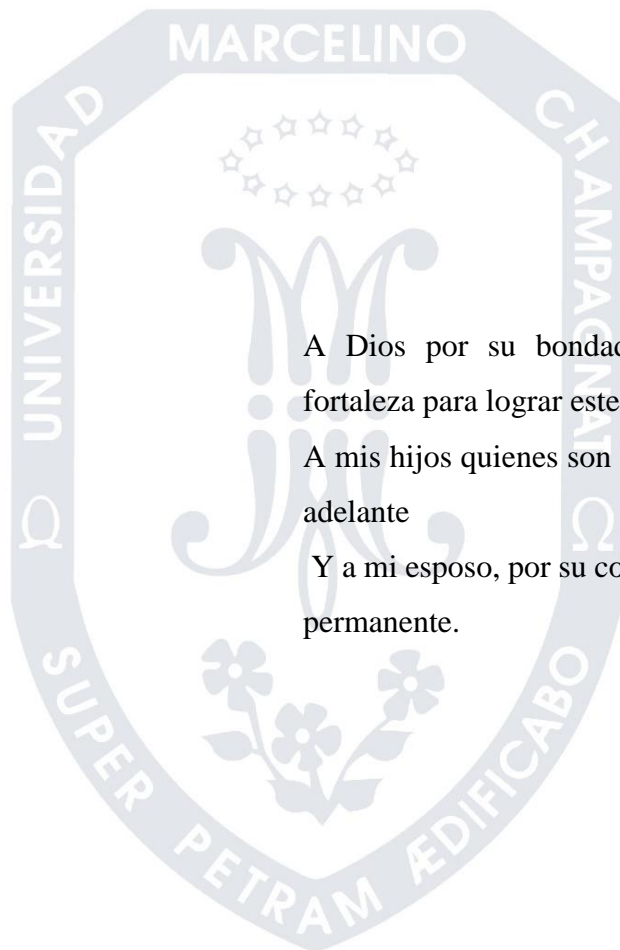 MARCELINO
UNIVERSIDAD
CHAMPAGNAT
A Dios por su bondad
fortaleza para lograr este
A mis hijos quienes son
adelante
Y a mi esposo, por su co
permanente.
SUPER PETRAM ÆDIFICABO